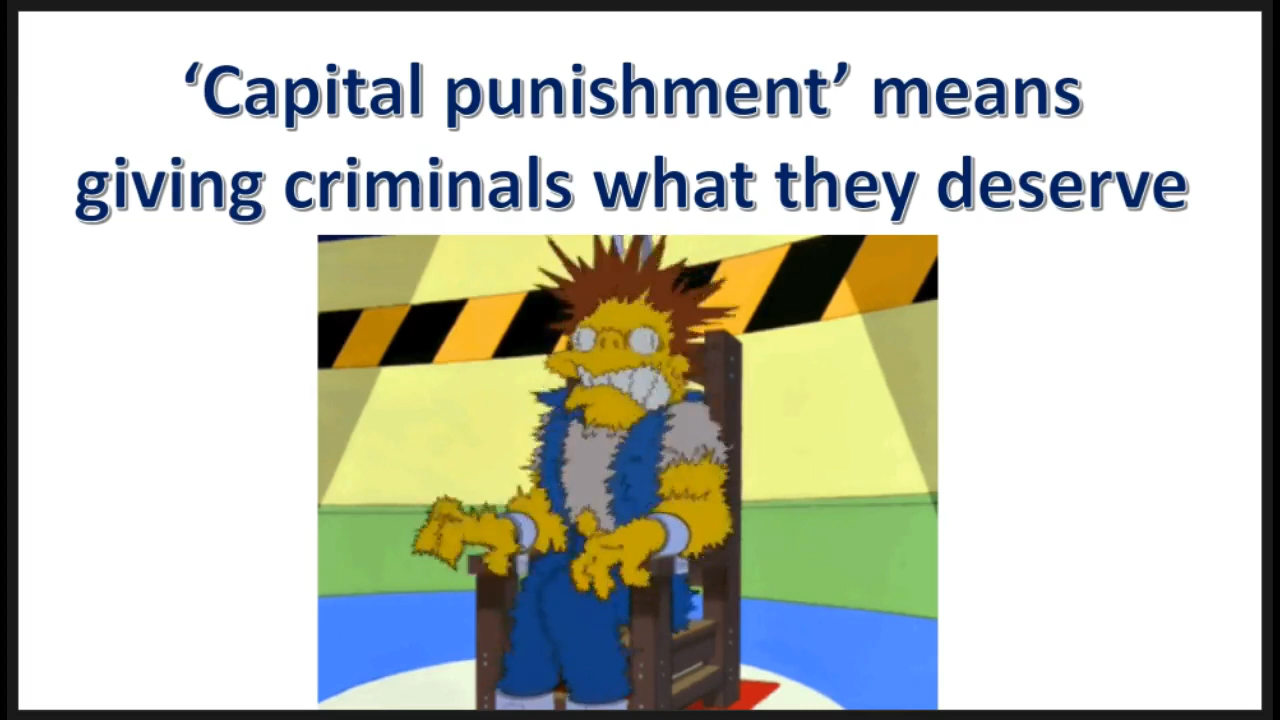 ‘Capital punishment’ means
giving criminals what they deserve